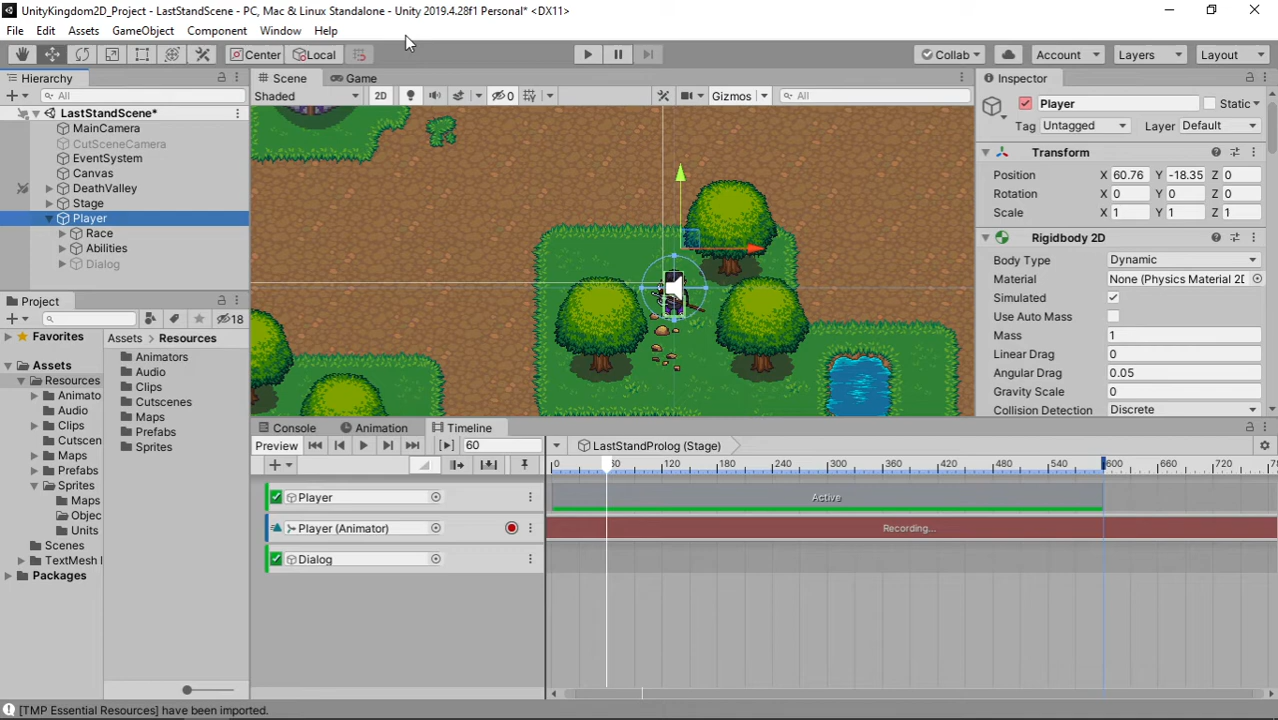 UnityKingdom2D_Project - LastStandScene - PC, Mac & Linux Standalone - Unity 2019.4.28f1 Personal* <DX11>
File Edit Assets GameObject Component Window Help
Center Local Collab Account Layers Layout
Hierarchy
All
LastStandScene*
MainCamera
CutSceneCamera
EventSystem
Canvas
DeathValley
Stage
Player
Race
Abilities
Dialog
Scene Game
Shaded 2D 0 Gizmos All
Inspector
Player Static
Tag Untagged Layer Default
Transform
Position X 60.76 Y -18.35 Z 0
Rotation X 0 Y 0 Z 0
Scale X 1 Y 1 Z 1
Rigidbody 2D
Body Type Dynamic
Material None (Physics Material 2D
Simulated
Use Auto Mass
Mass 1
Linear Drag 0
Angular Drag 0.05
Gravity Scale 0
Collision Detection Discrete
Project
18
Favorites
Assets
Resources
Animato
Audio
Clips
Cutscen
Maps
Prefabs
Sprites
Maps
Objec
Units
Scenes
TextMesh
Packages
Assets Resources
Animators
Audio
Clips
Cutscenes
Maps
Prefabs
Sprites
Console Animation Timeline
Preview 60 LastStandProlog (Stage)
0 60 120 180 240 300 360 420 480 540 600 660 720 78
Player Active
Player (Animator) Recording...
Dialog
[TMP Essential Resources] have been imported.